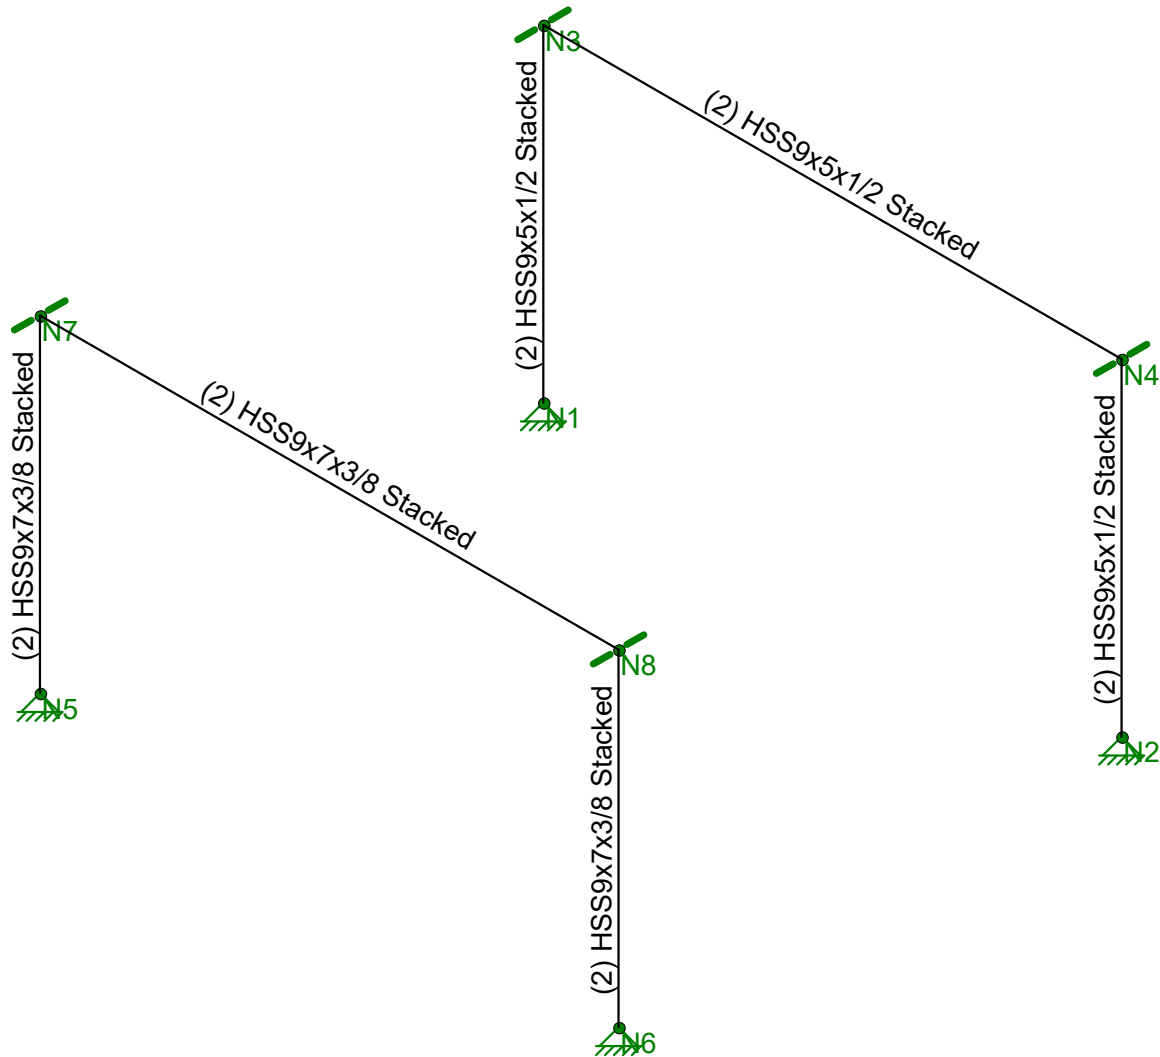 N3
(2) HSS9x5x1/2 Stacked
(2) HSS9x5x1/2 Stacked
N7
N4
(2) HSS9x7x3/8 Stacked
N1
(2) HSS9x7x3/8 Stacked
(2) HSS9x5x1/2 Stacked
N8
N5
(2) HSS9x7x3/8 Stacked
N2
N6